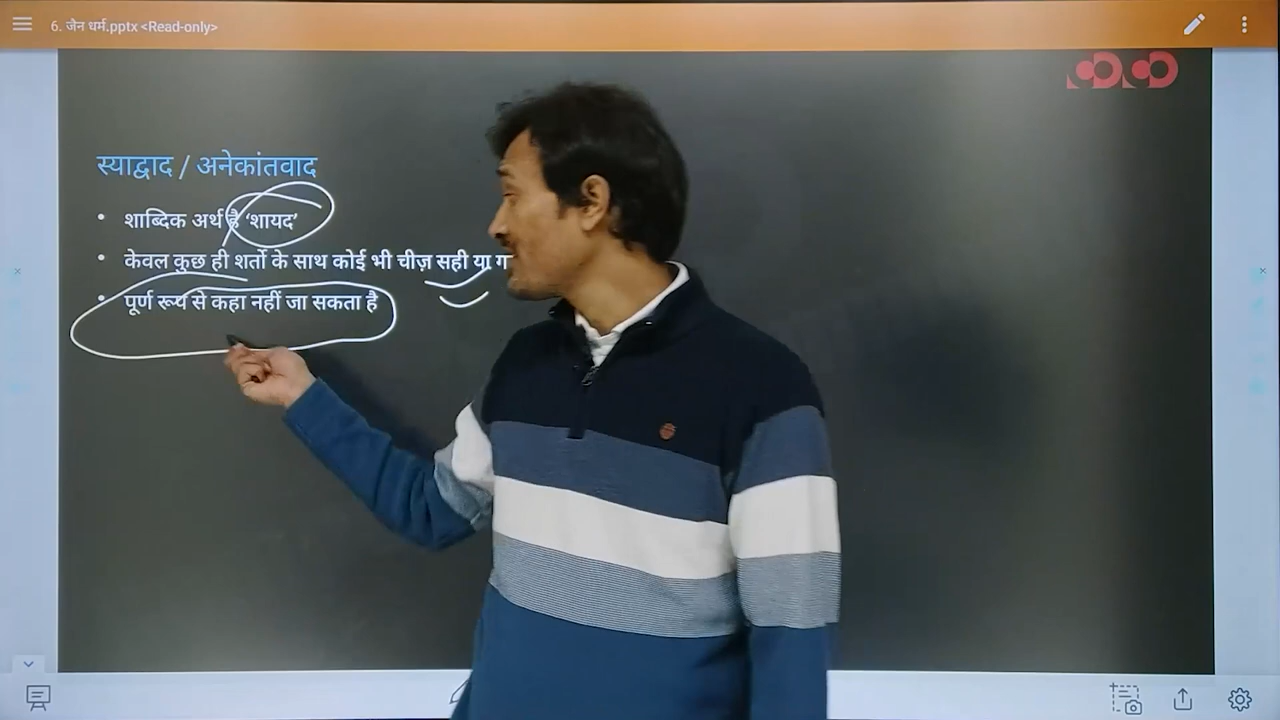 6. जैन धर्म.pptx <Read-only>
स्याद्वाद / अनेकांतवाद
• शाब्दिक अर्थ है 'शायद'
• केवल कुछ ही शर्तो के साथ कोई भी चीज़ सही या
• पूर्ण रूप से कहा नहीं जा सकता है